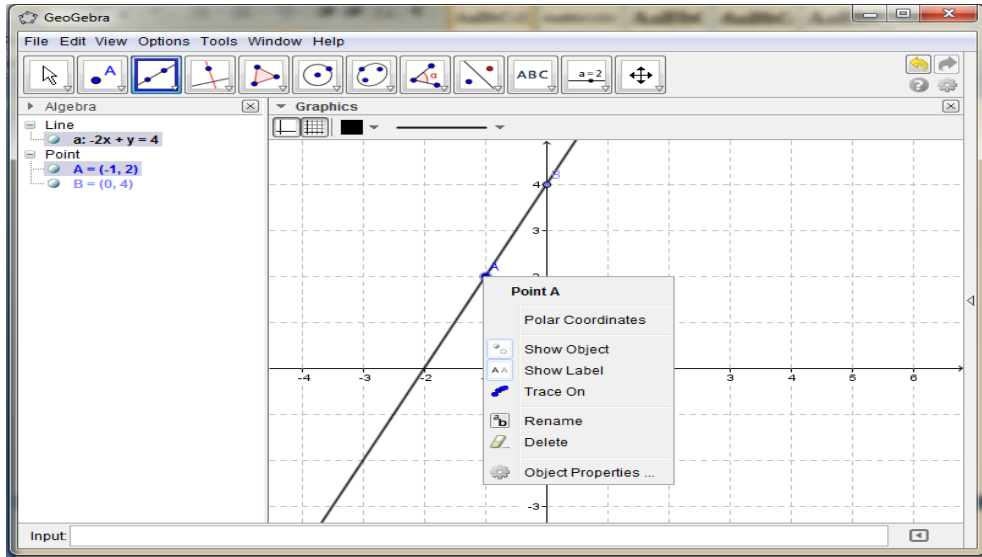 GeoGebra
File Edit View Options Tools Window Help
A
α
ABC
a=2
Algebra
Graphics
Line
a: -2x + y = 4
Point
A = (-1, 2)
B = (0, 4)
B
4
3
A
2
Point A
Polar Coordinates
Show Object
AA Show Label
Trace On
ab Rename
Delete
Object Properties ...
-4 -3 -2 3 4 5 6
-3
Input: